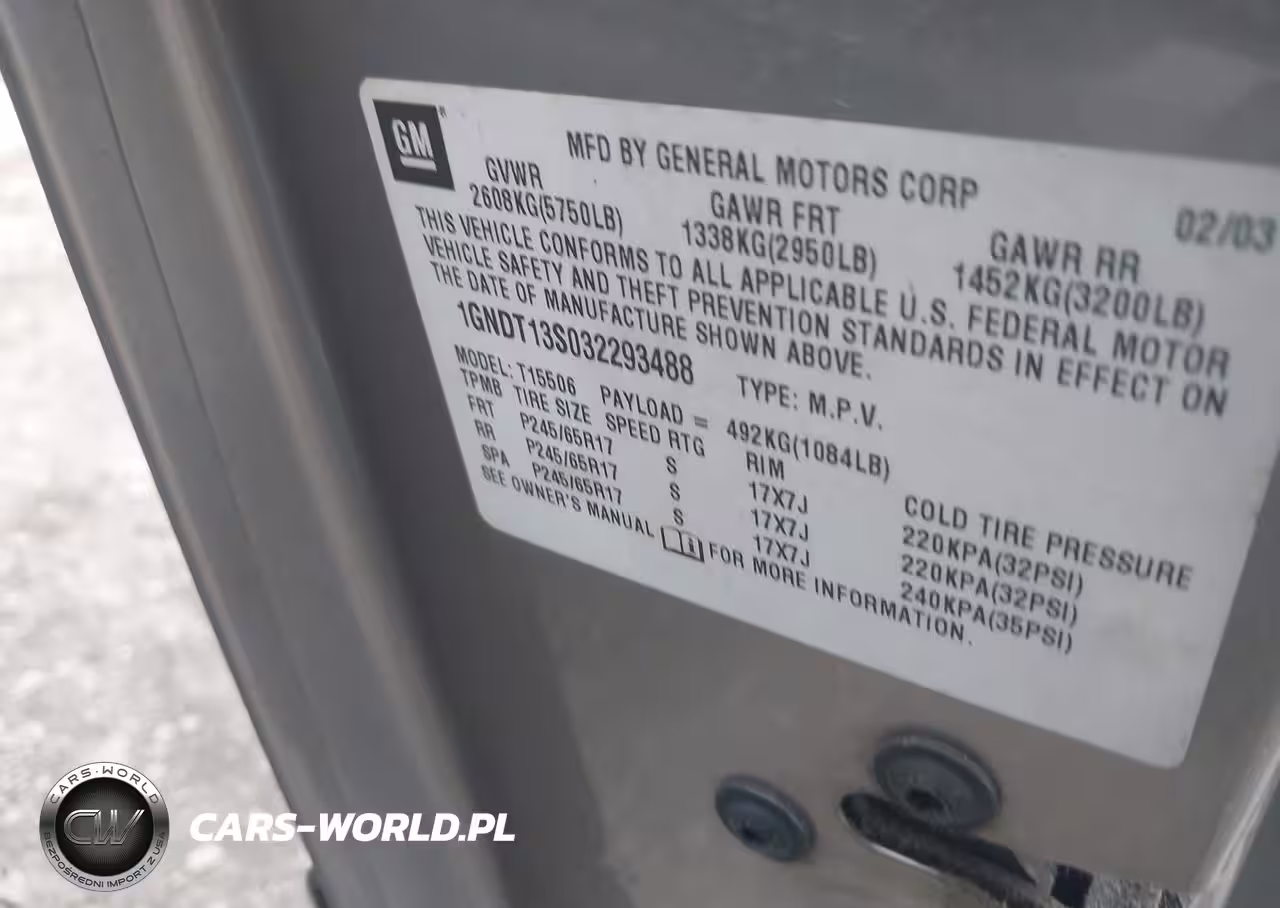 GM®
MFD BY GENERAL MOTORS CORP
02/03
GVWR GAWR FRT GAWR RR
2608KG(5750LB) 1338KG(2950LB) 1452KG(3200LB)
THIS VEHICLE CONFORMS TO ALL APPLICABLE U.S. FEDERAL MOTOR
VEHICLE SAFETY AND THEFT PREVENTION STANDARDS IN EFFECT ON
THE DATE OF MANUFACTURE SHOWN ABOVE.
1GNDT13S032293488 TYPE: M.P.V.
MODEL: T15506 PAYLOAD = 492KG(1084LB)
TPMB TIRE SIZE SPEED RTG RIM COLD TIRE PRESSURE
FRT P245/65R17 S 17X7J 220KPA(32PSI)
RR P245/65R17 S 17X7J 220KPA(32PSI)
SPA P245/65R17 S 17X7J 240KPA(35PSI)
SEE OWNER'S MANUAL FOR MORE INFORMATION.
CARS-WORLD
CW
BEZPOŚREDNI IMPORT Z USA
CARS-WORLD.PL